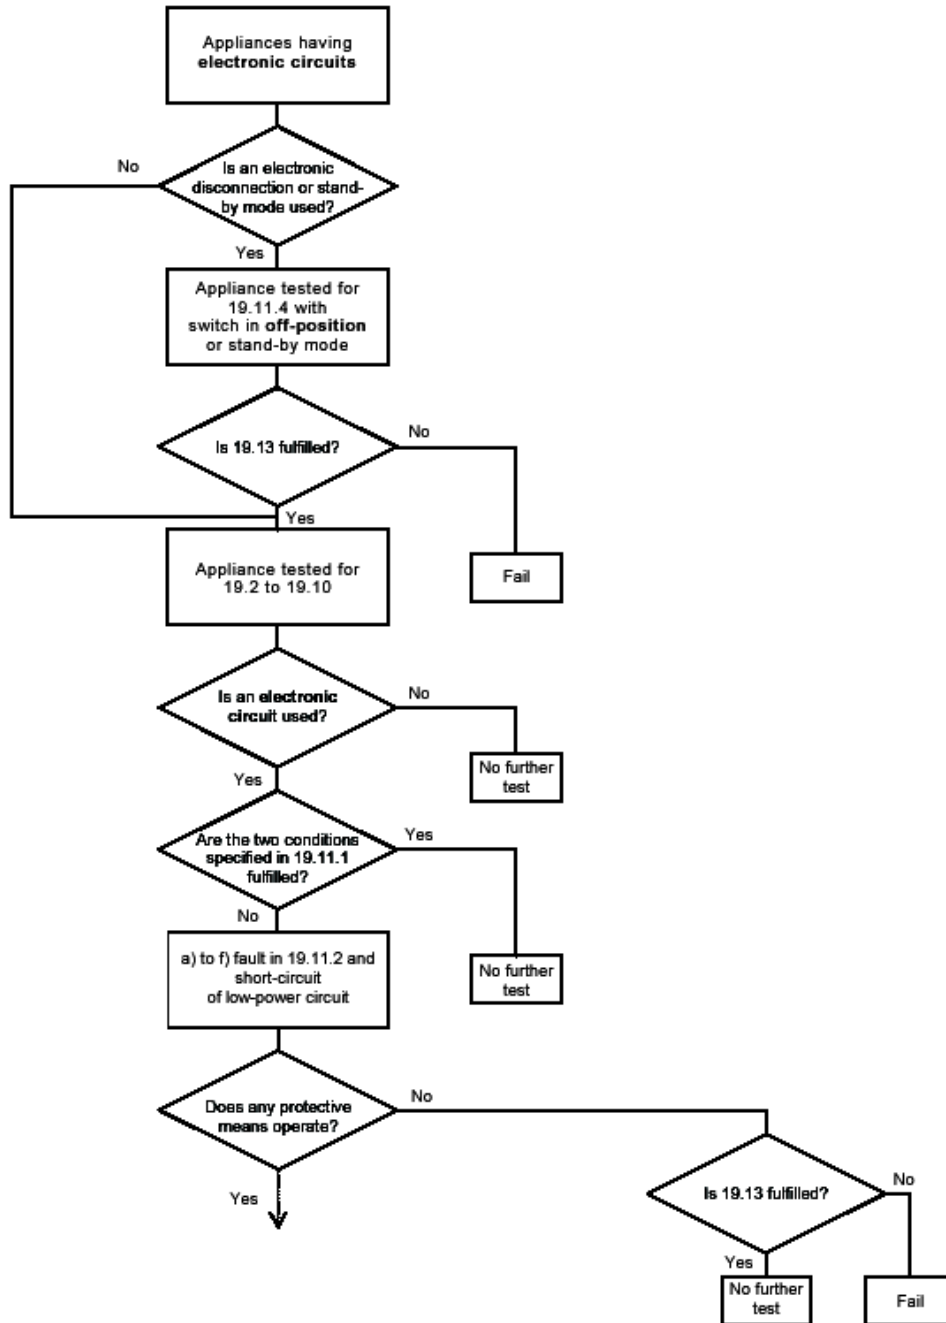 Appliances having
electronic circuits
No
Is an electronic
disconnection or stand-
by mode used?
Yes
Appliance tested for
19.11.4 with
switch in off-position
or stand-by mode
Is 19.13 fulfilled?
No
Yes
Fail
Appliance tested for
19.2 to 19.10
Is an electronic
circuit used?
No
Yes
No further
test
Are the two conditions
specified in 19.11.1
fulfilled?
Yes
No
No further
test
a) to f) fault in 19.11.2 and
short-circuit
of low-power circuit
Does any protective
means operate?
No
Yes
Is 19.13 fulfilled?
No
Yes
No further
test
Fail